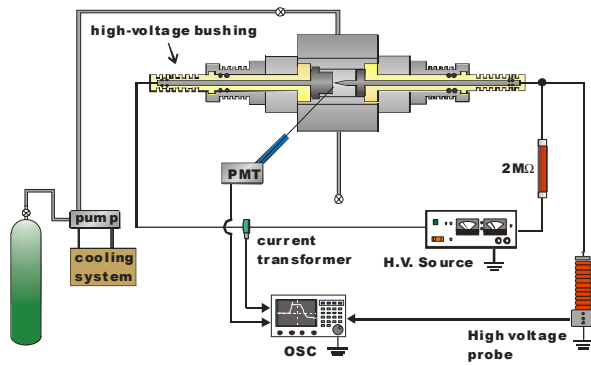 high-voltage bushing
PMT
2MΩ
pump
cooling
system
current
transformer
H.V. Source
OSC
High voltage
probe